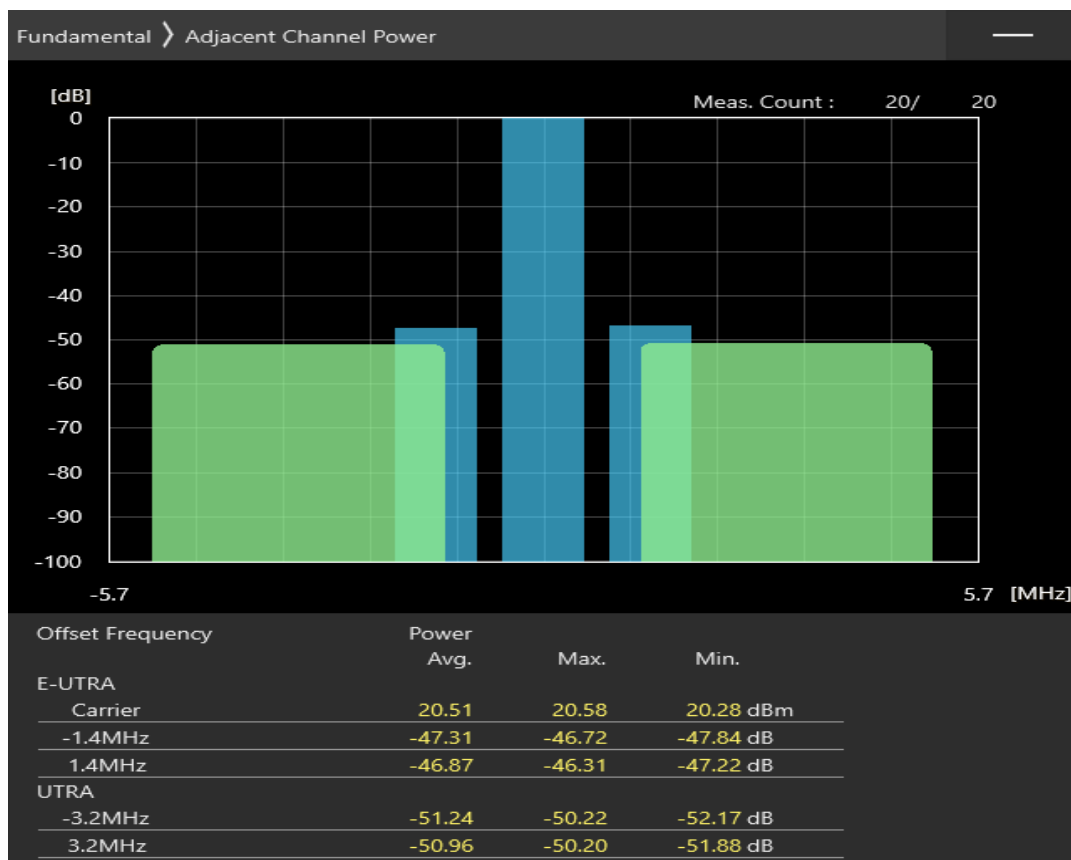 Fundamental 〉 Adjacent Channel Power
[dB]
Meas. Count : 20/ 20
0
-10
-20
-30
-40
-50
-60
-70
-80
-90
-100
-5.7 5.7 [MHz]
Offset Frequency Power
Avg. Max. Min.
E-UTRA
Carrier 20.51 20.58 20.28 dBm
-1.4MHz -47.31 -46.72 -47.84 dB
1.4MHz -46.87 -46.31 -47.22 dB
UTRA
-3.2MHz -51.24 -50.22 -52.17 dB
3.2MHz -50.96 -50.20 -51.88 dB